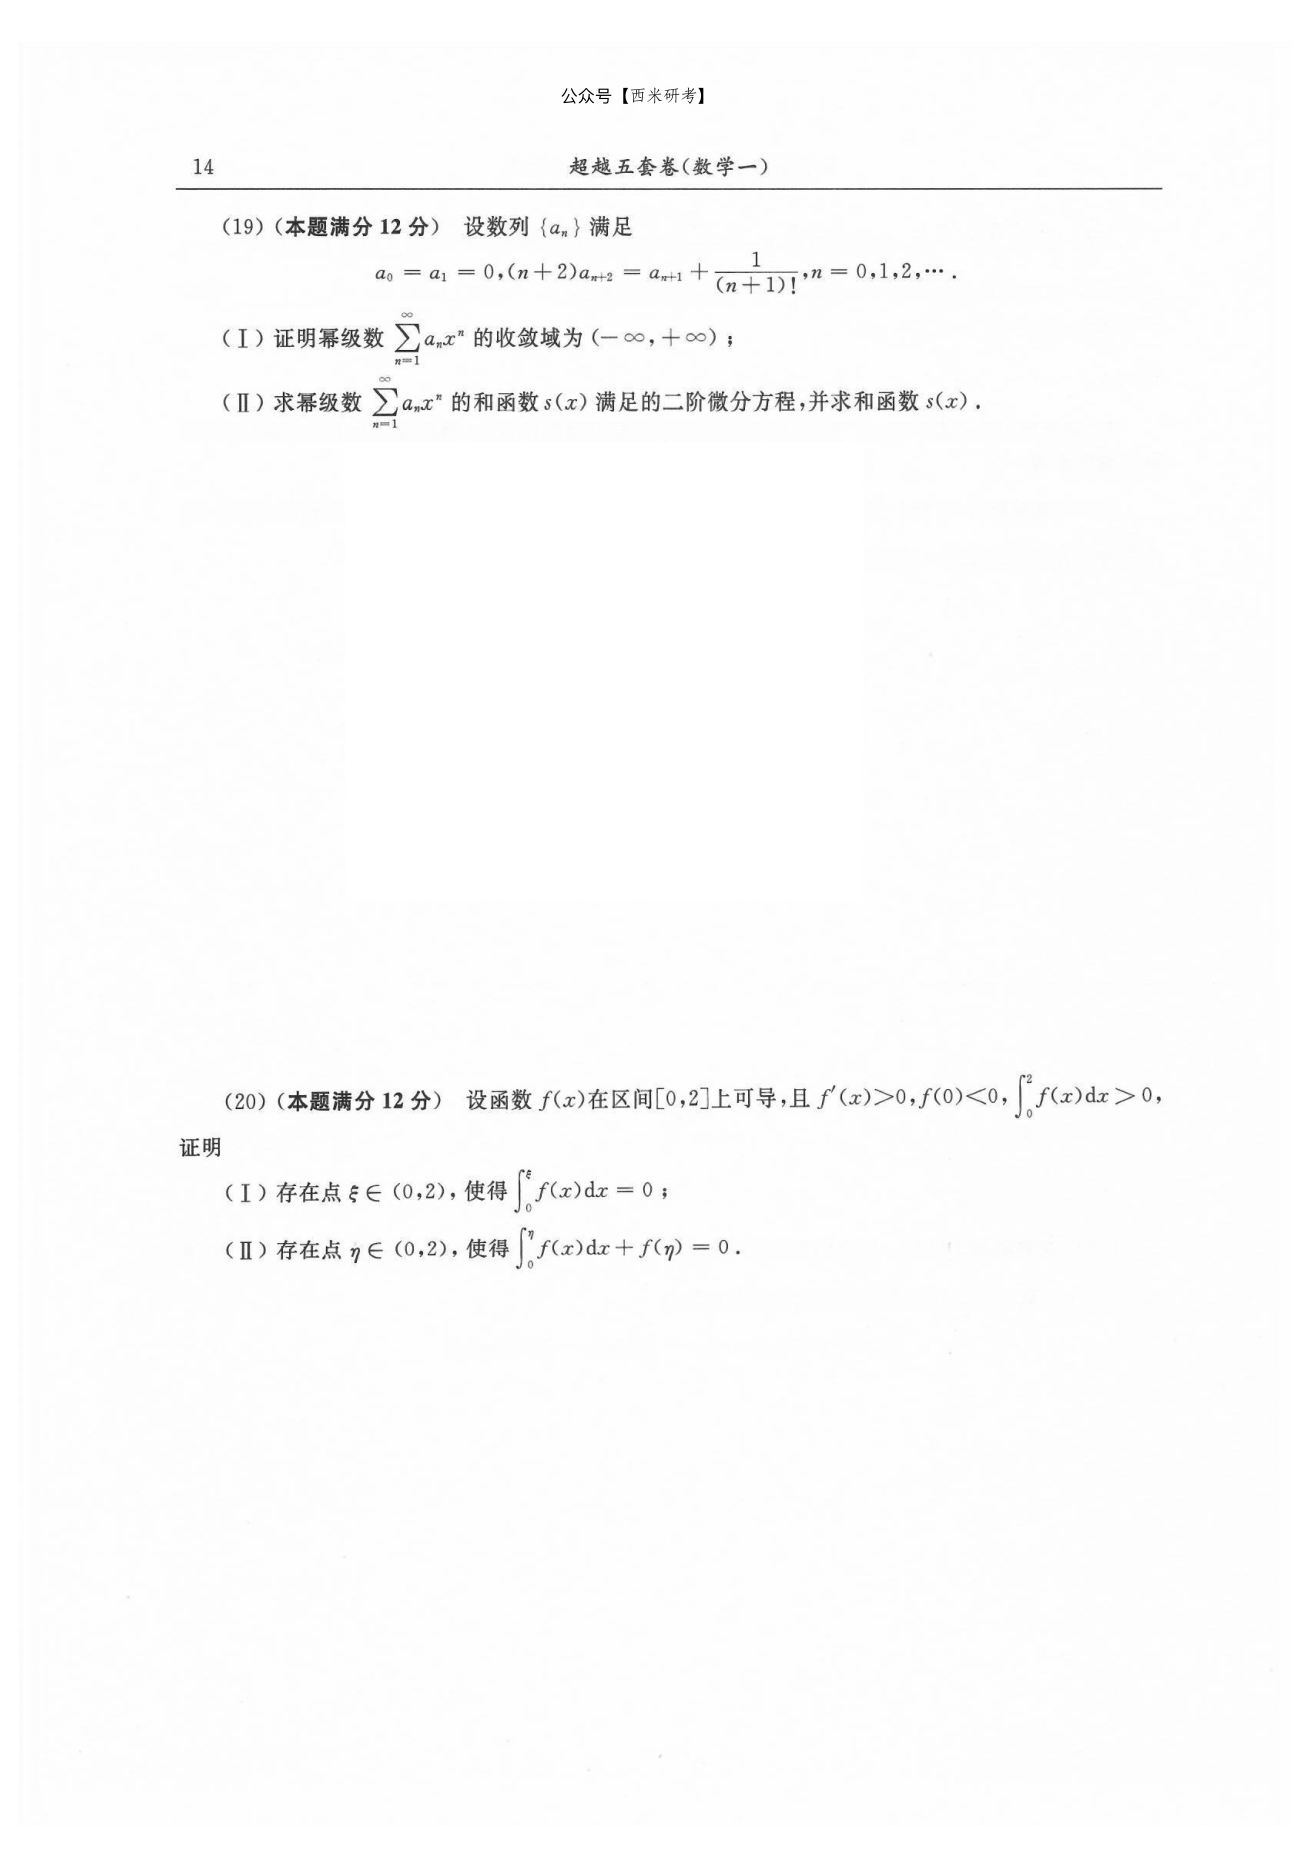 公众号【西米研考】
14 超越五套卷(数学一)
(19)(本题满分 12 分) 设数列 {aₙ} 满足
a₀ = a₁ = 0,(n+2)aₙ₊₂ = aₙ₊₁ + 1/(n+1)!,n = 0,1,2,⋯.
(Ⅰ)证明幂级数 ∑_{n=1}^{∞} aₙxⁿ 的收敛域为(−∞,+∞);
(Ⅱ)求幂级数 ∑_{n=1}^{∞} aₙxⁿ 的和函数 s(x) 满足的二阶微分方程,并求和函数 s(x).
(20)(本题满分 12 分) 设函数 f(x)在区间[0,2]上可导,且 f′(x)>0,f(0)<0,∫₀² f(x)dx > 0,
证明
(Ⅰ)存在点 ξ ∈ (0,2),使得 ∫₀^ξ f(x)dx = 0;
(Ⅱ)存在点 η ∈ (0,2),使得 ∫₀^η f(x)dx + f(η) = 0.